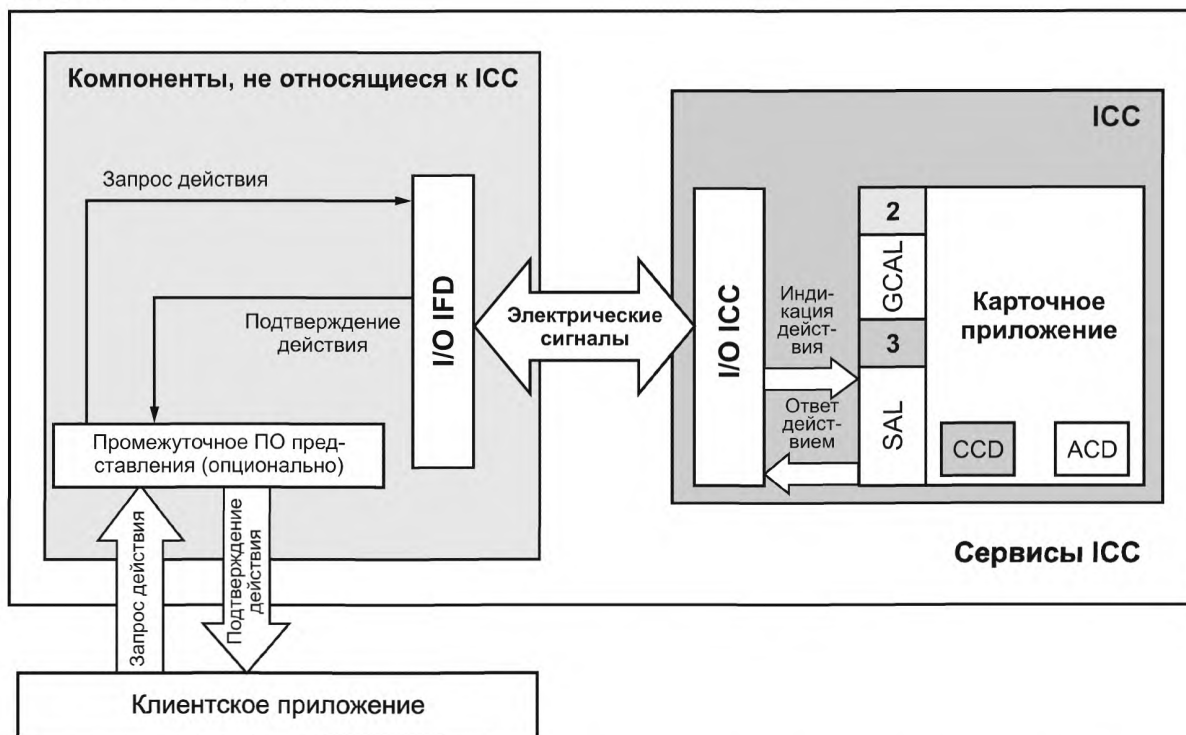 Компоненты, не относящиеся к ICC
Запрос действия
Подтверждение
действия
I/O IFD
Промежуточное ПО пред-
ставления (опционально)
Запрос действия
Подтверждение
действия
Клиентское приложение
Электрические
сигналы
ICC
I/O ICC
Инди-
кация
дейст-
вия
Ответ
дейст-
вием
2
GCAL
3
SAL
Карточное
приложение
CCD
ACD
Сервисы ICC